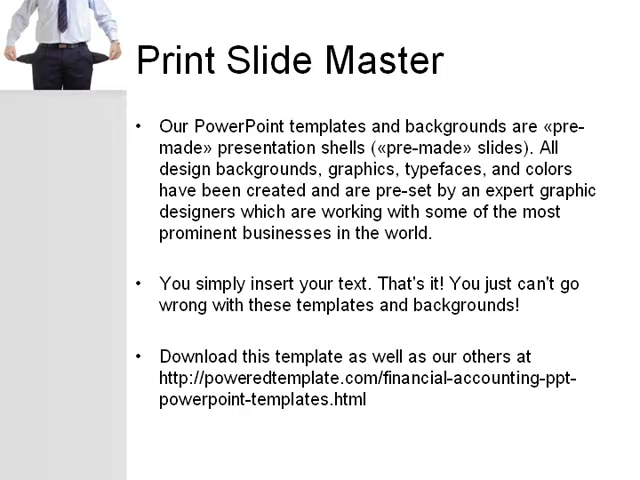 Print Slide Master
• Our PowerPoint templates and backgrounds are «pre-
made» presentation shells («pre-made» slides). All
design backgrounds, graphics, typefaces, and colors
have been created and are pre-set by an expert graphic
designers which are working with some of the most
prominent businesses in the world.
• You simply insert your text. That's it! You just can't go
wrong with these templates and backgrounds!
• Download this template as well as our others at
http://poweredtemplate.com/financial-accounting-ppt-
powerpoint-templates.html